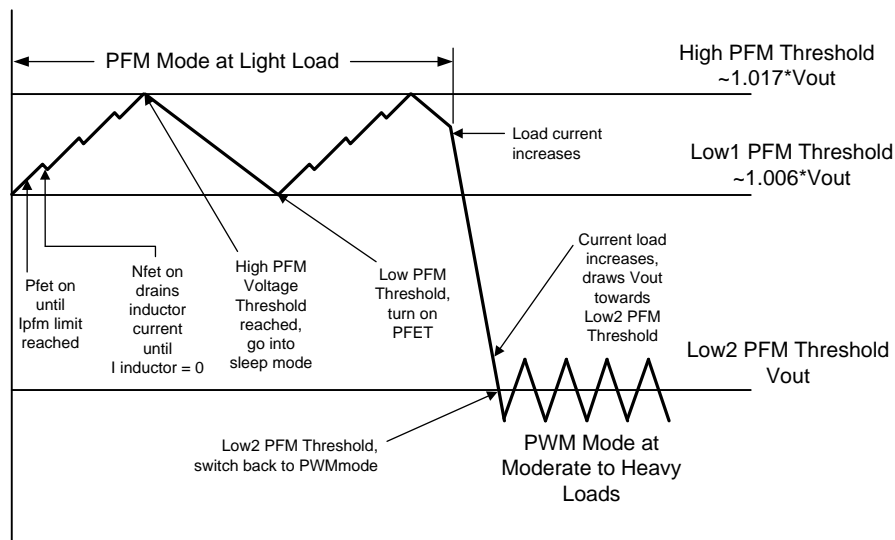 PFM Mode at Light Load
High PFM Threshold
~1.017*Vout
Load current
increases
Low1 PFM Threshold
~1.006*Vout
Pfet on
until
Ipfm limit
reached
Nfet on
drains
inductor
current
until
I inductor = 0
High PFM
Voltage
Threshold
reached,
go into
sleep mode
Low PFM
Threshold,
turn on
PFET
Current load
increases,
draws Vout
towards
Low2 PFM
Threshold
Low2 PFM Threshold
Vout
Low2 PFM Threshold,
switch back to PWMmode
PWM Mode at
Moderate to Heavy
Loads